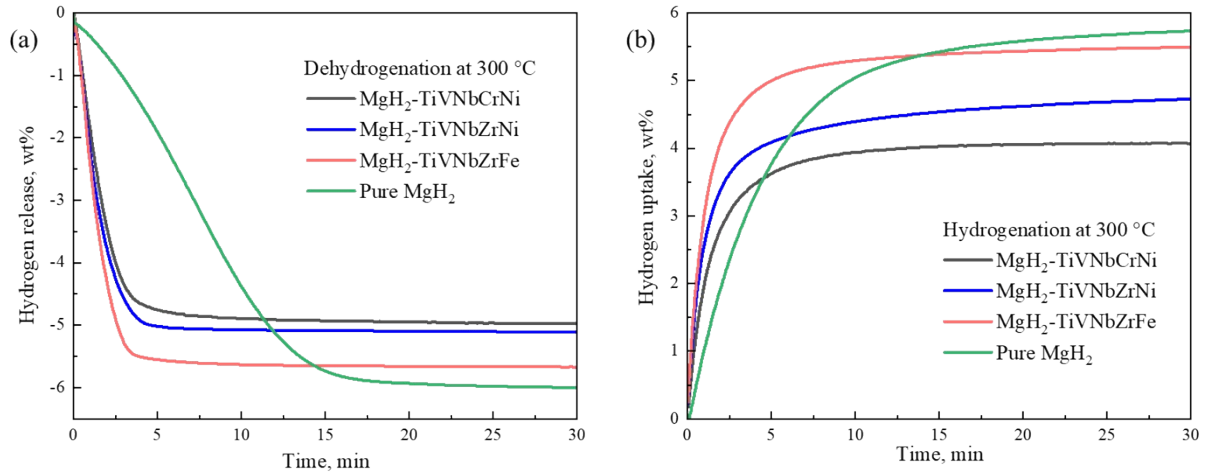 (a)
Hydrogen release, wt%
0
-1
-2
-3
-4
-5
-6
Dehydrogenation at 300 °C
MgH₂-TiVNbCrNi
MgH₂-TiVNbZrNi
MgH₂-TiVNbZrFe
Pure MgH₂
0 5 10 15 20 25 30
Time, min
(b)
Hydrogen uptake, wt%
6
5
4
3
2
1
0
Hydrogenation at 300 °C
MgH₂-TiVNbCrNi
MgH₂-TiVNbZrNi
MgH₂-TiVNbZrFe
Pure MgH₂
0 5 10 15 20 25 30
Time, min